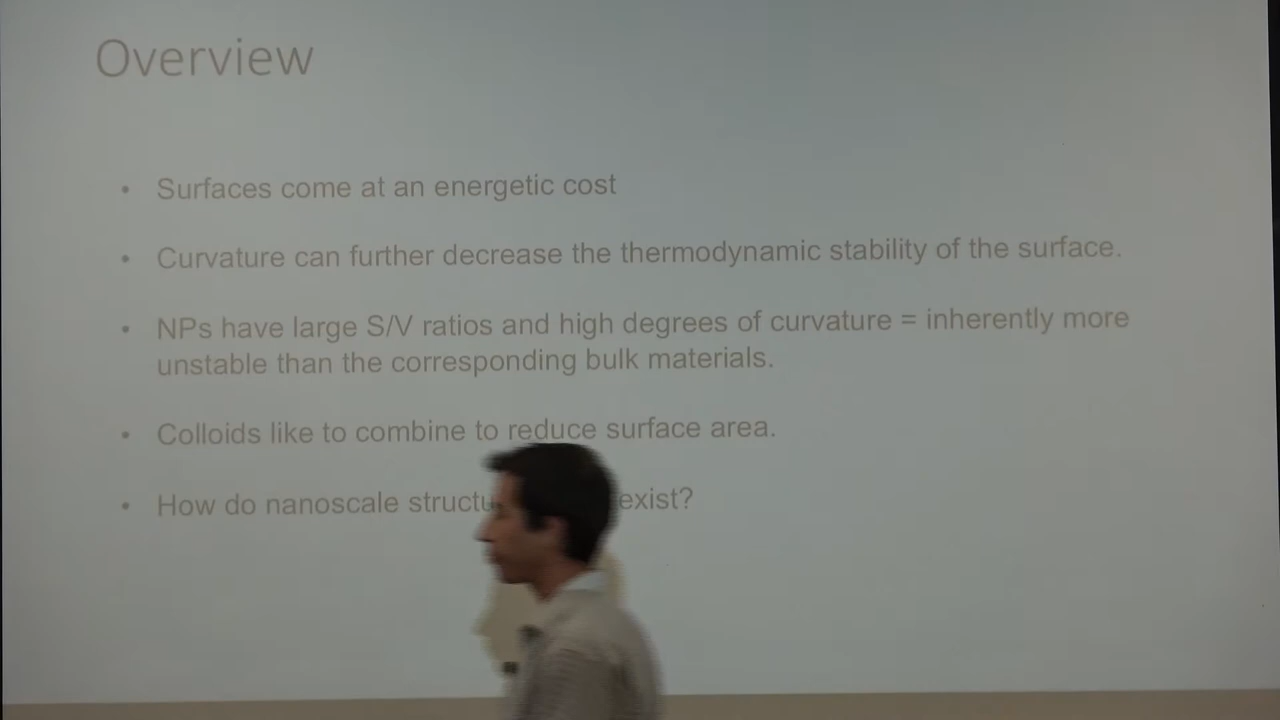 Overview
• Surfaces come at an energetic cost
• Curvature can further decrease the thermodynamic stability of the surface.
• NPs have large S/V ratios and high degrees of curvature = inherently more
unstable than the corresponding bulk materials.
• Colloids like to combine to reduce surface area.
• How do nanoscale exist?